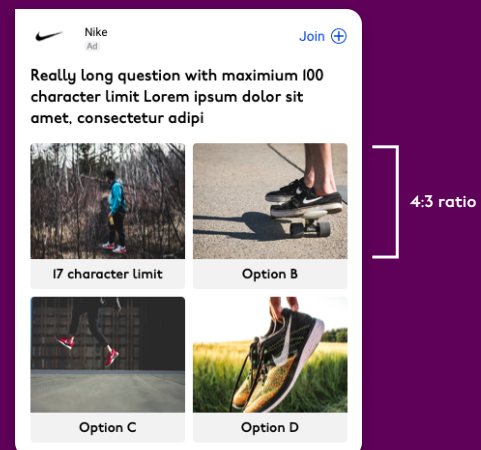 Nike
Join
Ad
Really long question with maximium 100
character limit Lorem ipsum dolor sit
amet, consectetur adipi
4:3 ratio
17 character limit
Option B
Option C
Option D